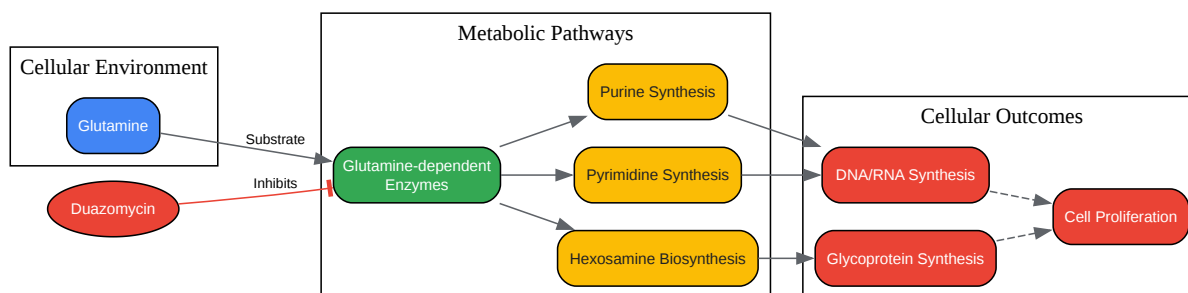 Cellular Environment
Glutamine
Duazomycin
Substrate
Inhibits
Metabolic Pathways
Glutamine-dependent
Enzymes
Purine Synthesis
Pyrimidine Synthesis
Hexosamine Biosynthesis
Cellular Outcomes
DNA/RNA Synthesis
Glycoprotein Synthesis
Cell Proliferation